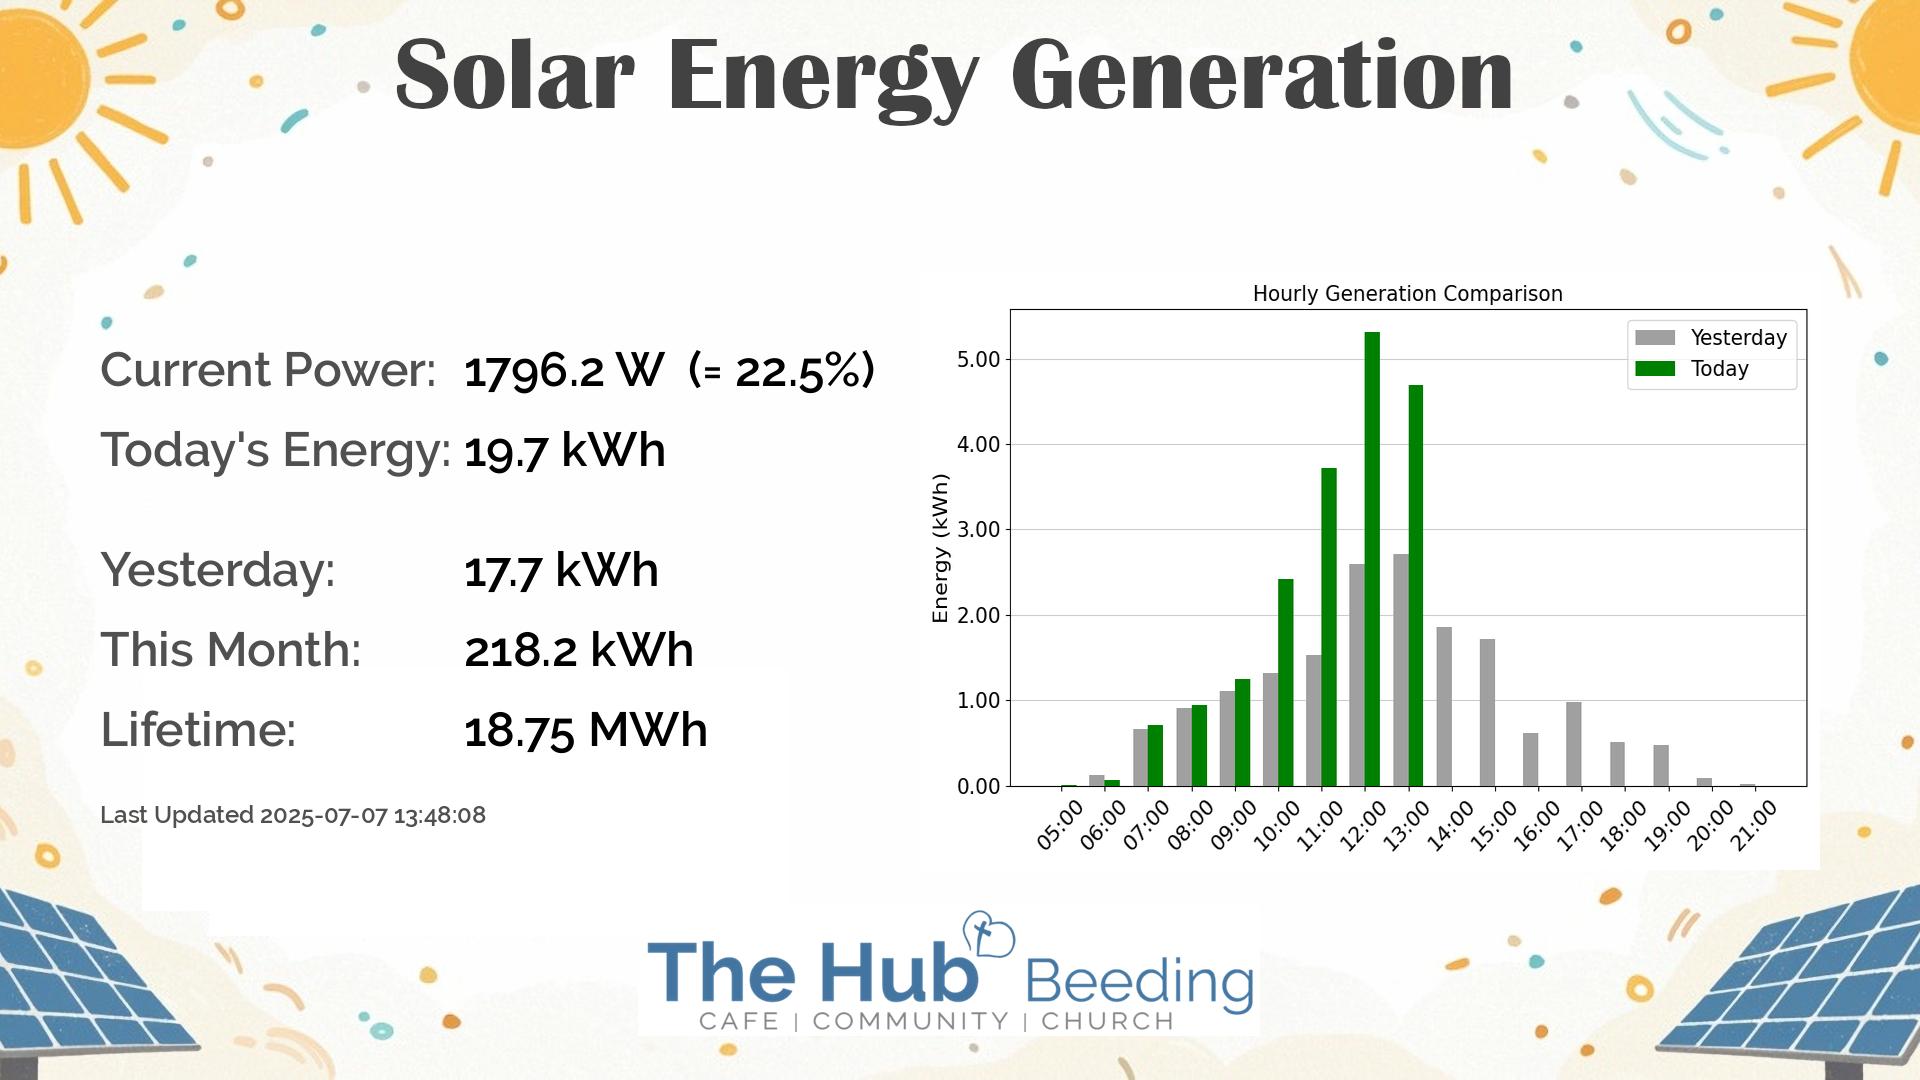 Solar Energy Generation
Current Power: 1796.2 W (= 22.5%)
Today's Energy: 19.7 kWh
Yesterday: 17.7 kWh
This Month: 218.2 kWh
Lifetime: 18.75 MWh
Last Updated 2025-07-07 13:48:08
Hourly Generation Comparison
Yesterday
Today
Energy (kWh)
5.00
4.00
3.00
2.00
1.00
0.00
05:00 06:00 07:00 08:00 09:00 10:00 11:00 12:00 13:00 14:00 15:00 16:00 17:00 18:00 19:00 20:00 21:00
The Hub Beeding
CAFE | COMMUNITY | CHURCH